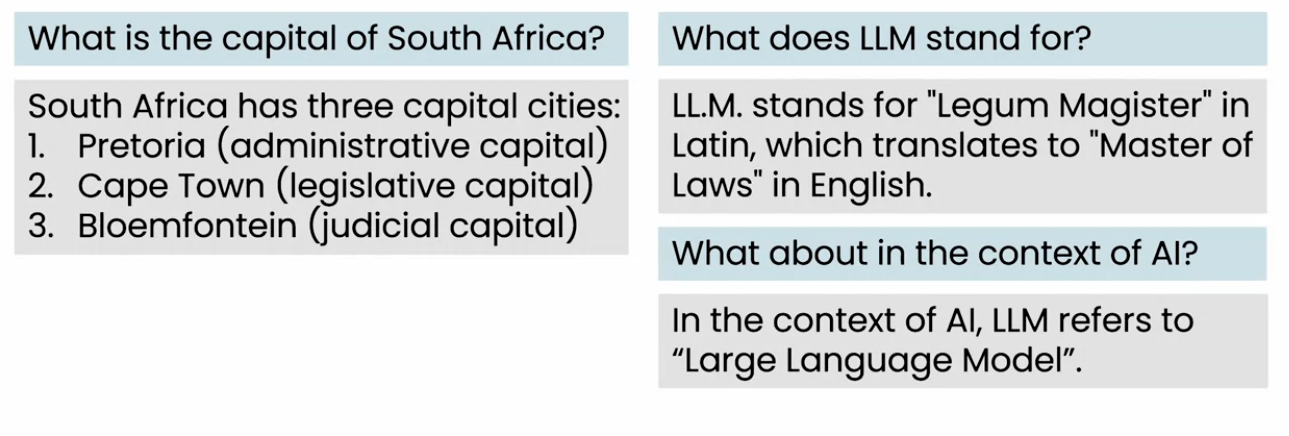 What is the capital of South Africa?
South Africa has three capital cities:
1. Pretoria (administrative capital)
2. Cape Town (legislative capital)
3. Bloemfontein (judicial capital)
What does LLM stand for?
LL.M. stands for "Legum Magister" in
Latin, which translates to "Master of
Laws" in English.
What about in the context of AI?
In the context of AI, LLM refers to
“Large Language Model”.